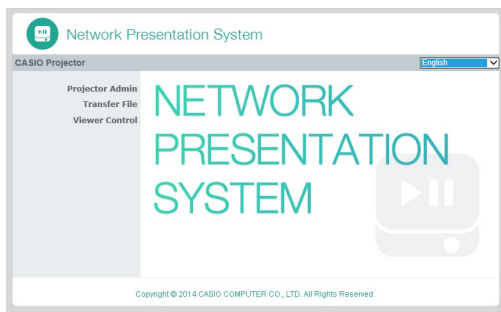 Network Presentation System
CASIO Projector
English
Projector Admin
Transfer File
Viewer Control
NETWORK
PRESENTATION
SYSTEM
Copyright © 2014 CASIO COMPUTER CO., LTD. All Rights Reserved.